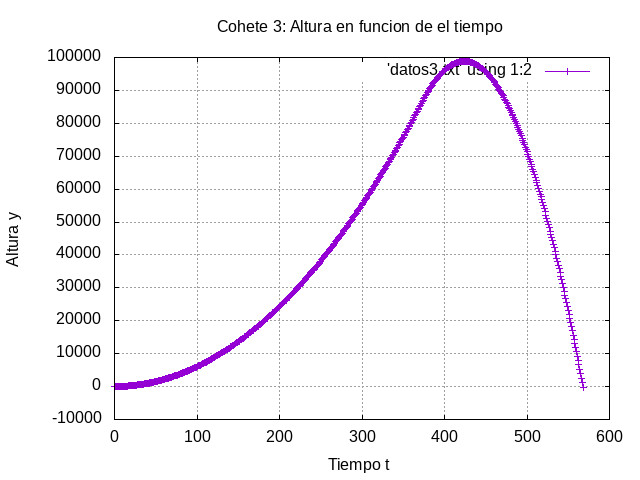 Cohete 3: Altura en funcion de el tiempo
'datos3.txt' using 1:2
100000
90000
80000
70000
60000
50000
40000
30000
20000
10000
0
-10000
Altura y
0 100 200 300 400 500 600
Tiempo t